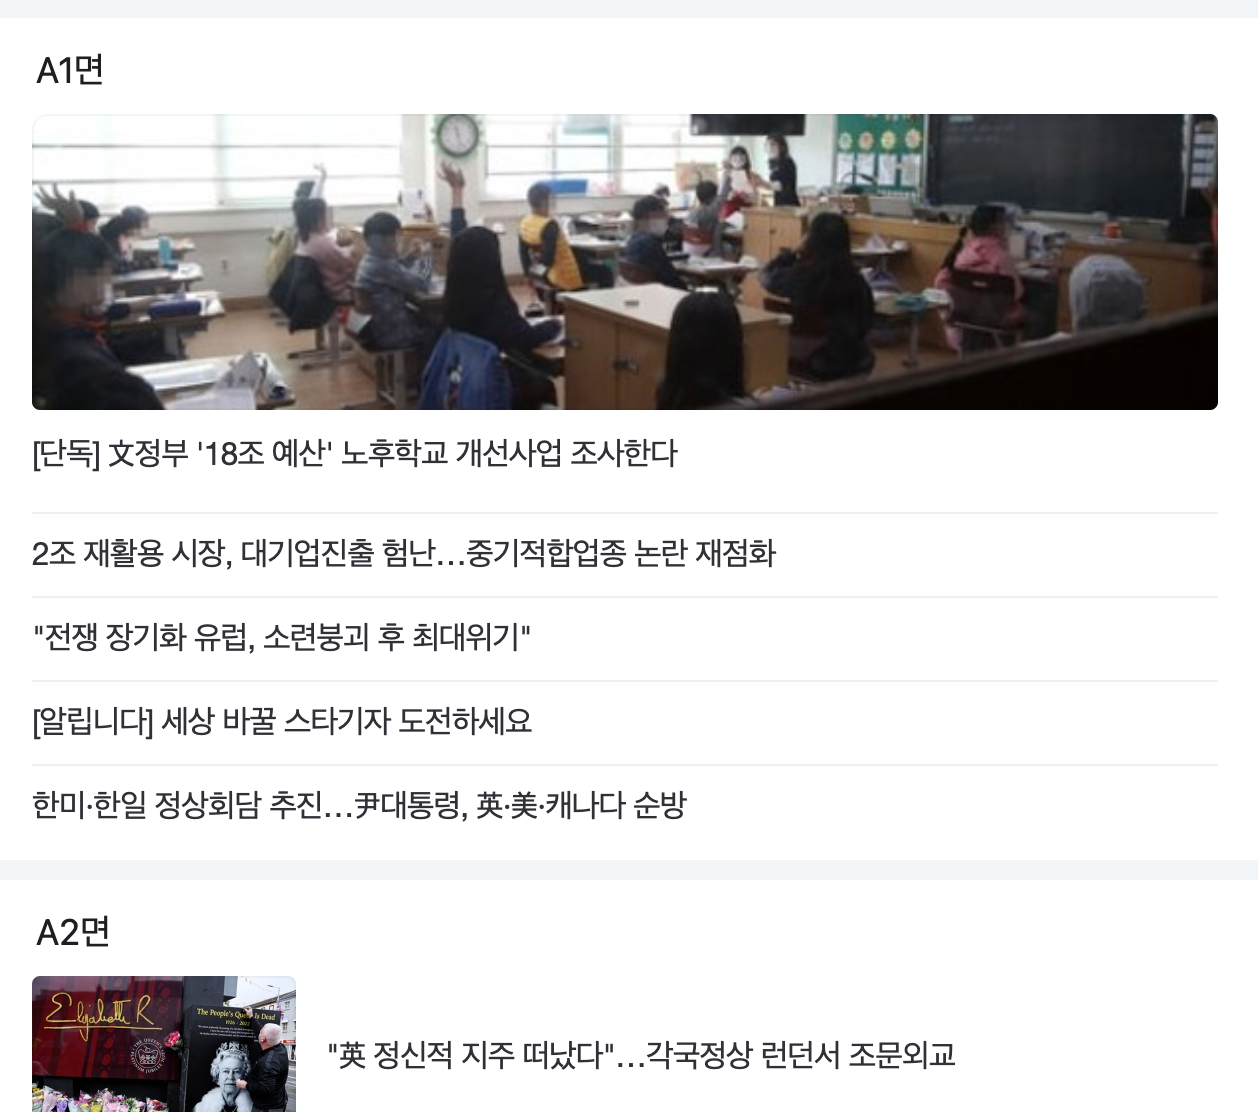 A1면
[단독] 文정부 '18조 예산' 노후학교 개선사업 조사한다
2조 재활용 시장, 대기업진출 험난…중기적합업종 논란 재점화
"전쟁 장기화 유럽, 소련붕괴 후 최대위기"
[알립니다] 세상 바꿀 스타기자 도전하세요
한미·한일 정상회담 추진…尹대통령, 英·美·캐나다 순방
A2면
Elizabeth R
The People's Queen Is Dead
1926 - 2022
"英 정신적 지주 떠났다"…각국정상 런던서 조문외교